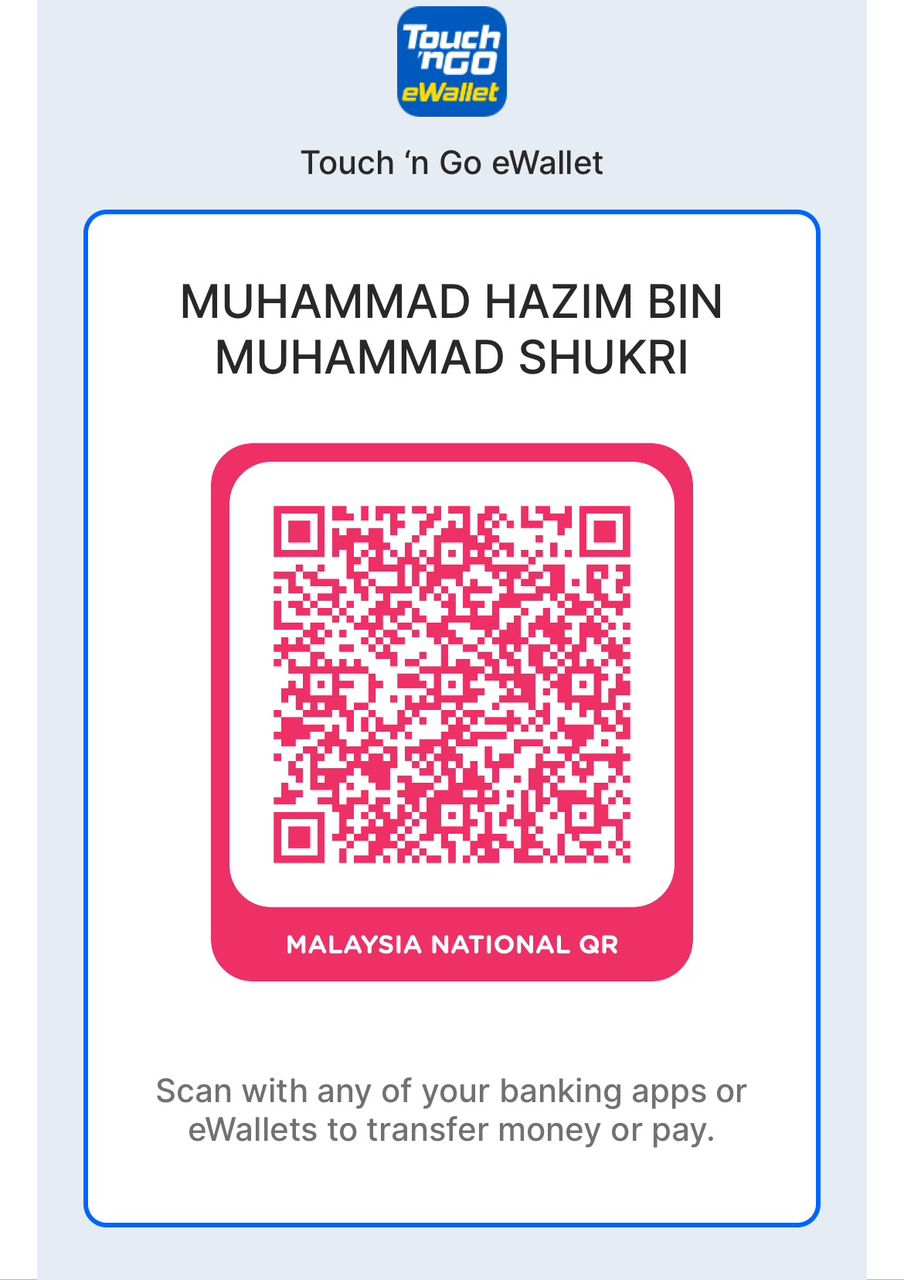 Touch
'nGO
eWallet
Touch ‘n Go eWallet
MUHAMMAD HAZIM BIN
MUHAMMAD SHUKRI
MALAYSIA NATIONAL QR
Scan with any of your banking apps or
eWallets to transfer money or pay.